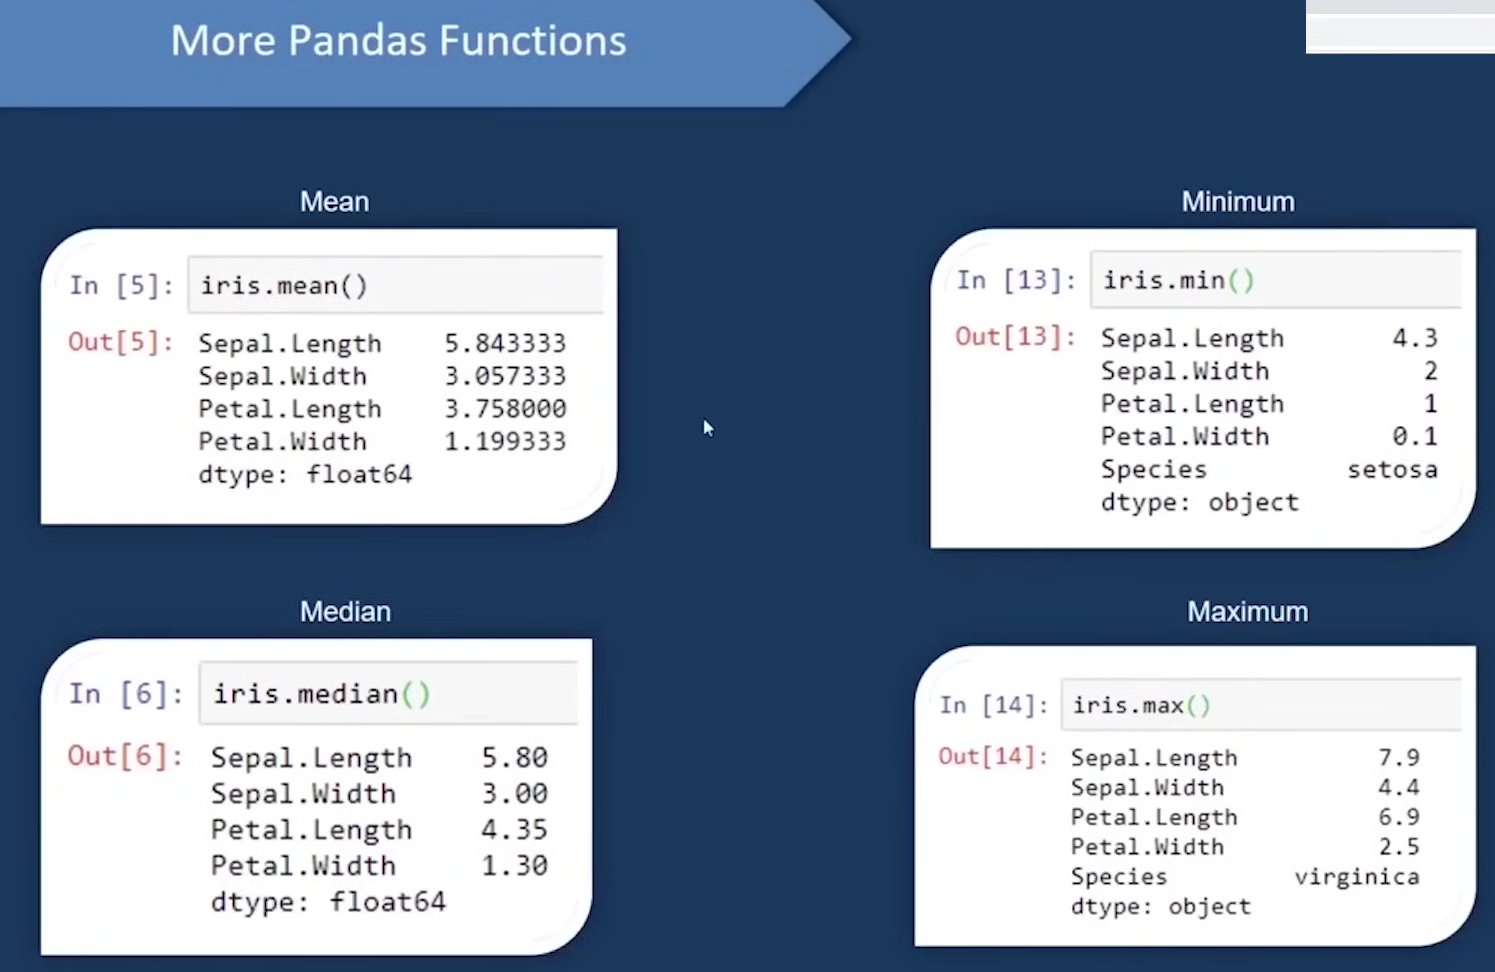 More Pandas Functions
Mean
In [5]: iris.mean()
Out[5]: Sepal.Length 5.843333
Sepal.Width 3.057333
Petal.Length 3.758000
Petal.Width 1.199333
dtype: float64
Minimum
In [13]: iris.min()
Out[13]: Sepal.Length 4.3
Sepal.Width 2
Petal.Length 1
Petal.Width 0.1
Species setosa
dtype: object
Median
In [6]: iris.median()
Out[6]: Sepal.Length 5.80
Sepal.Width 3.00
Petal.Length 4.35
Petal.Width 1.30
dtype: float64
Maximum
In [14]: iris.max()
Out[14]: Sepal.Length 7.9
Sepal.Width 4.4
Petal.Length 6.9
Petal.Width 2.5
Species virginica
dtype: object